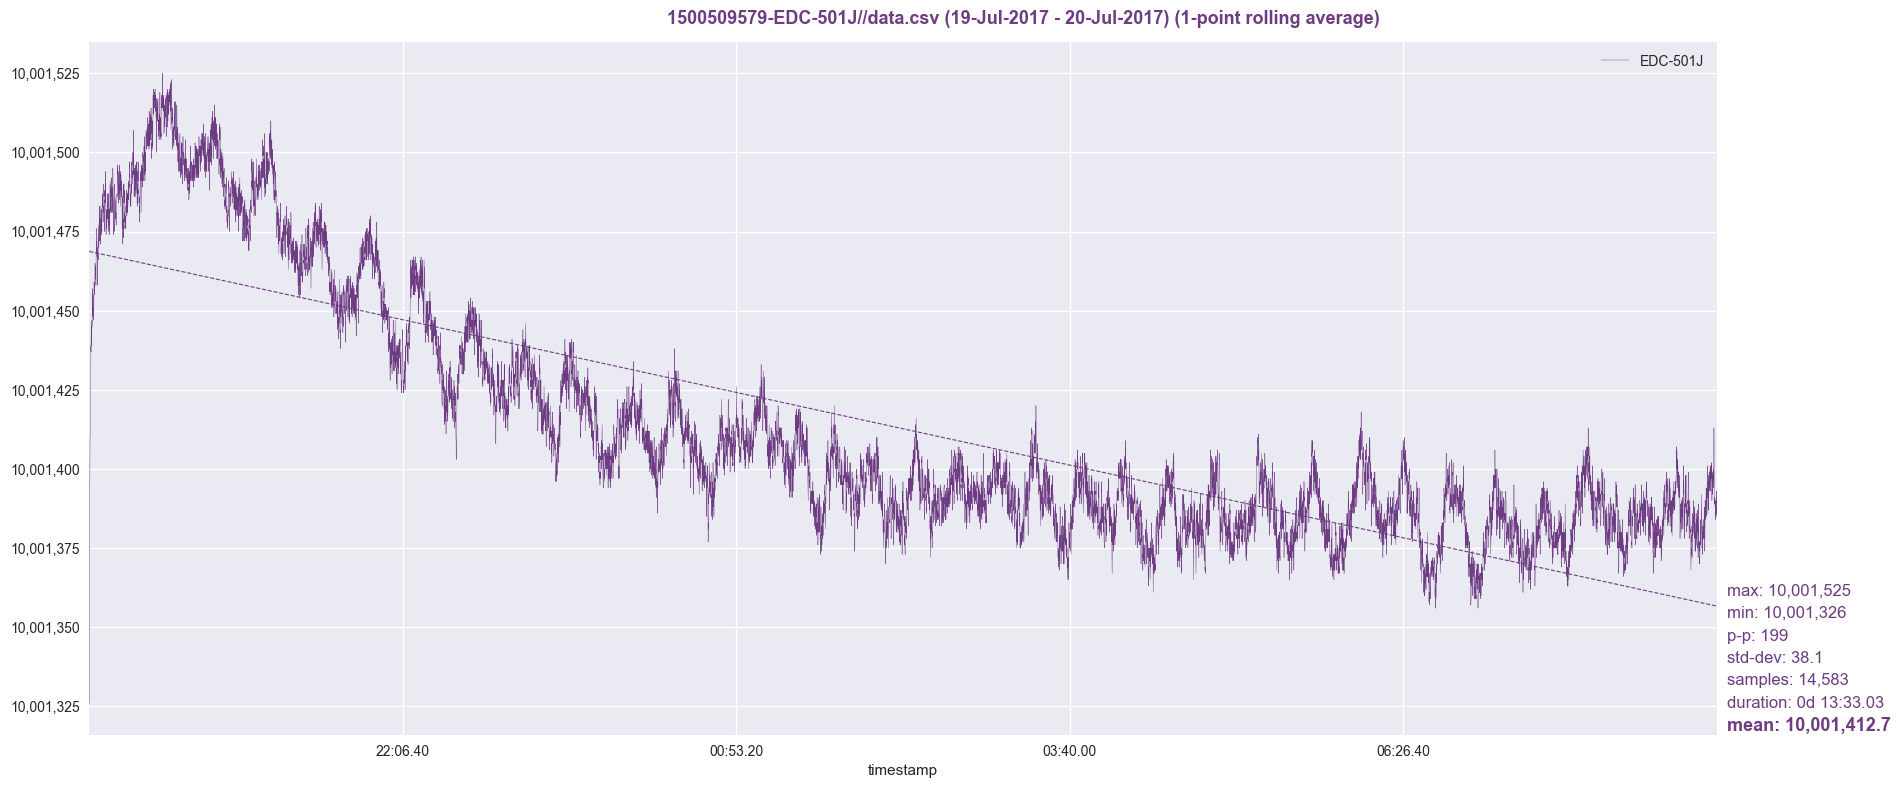 1500509579-EDC-501J//data.csv (19-Jul-2017 - 20-Jul-2017) (1-point rolling average)
EDC-501J
10,001,525
10,001,500
10,001,475
10,001,450
10,001,425
10,001,400
10,001,375
10,001,350
10,001,325
22:06.40
00:53.20
03:40.00
06:26.40
timestamp
max: 10,001,525
min: 10,001,326
p-p: 199
std-dev: 38.1
samples: 14,583
duration: 0d 13:33.03
mean: 10,001,412.7